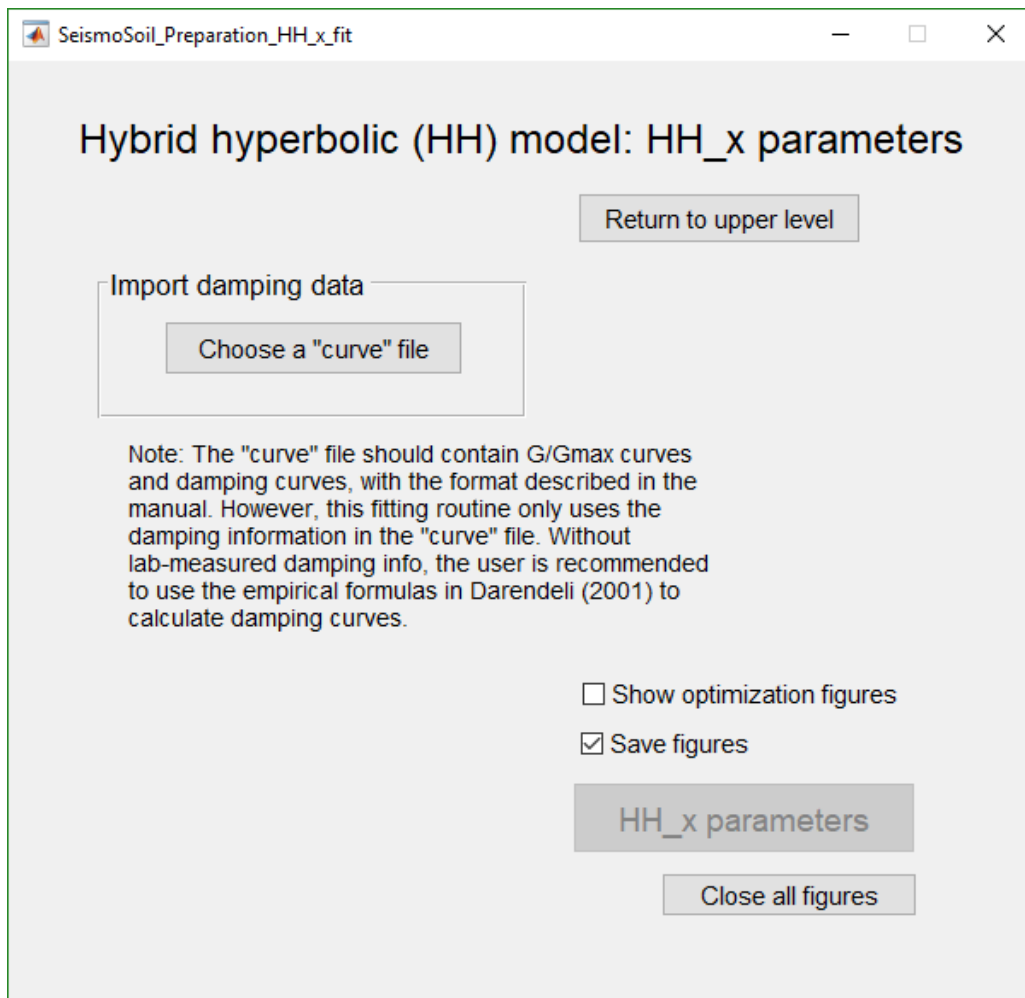 SeismoSoil_Preparation_HH_x_fit
Hybrid hyperbolic (HH) model: HH_x parameters
Return to upper level
Import damping data
Choose a "curve" file
Note: The "curve" file should contain G/Gmax curves
and damping curves, with the format described in the
manual. However, this fitting routine only uses the
damping information in the "curve" file. Without
lab-measured damping info, the user is recommended
to use the empirical formulas in Darendeli (2001) to
calculate damping curves.
Show optimization figures
Save figures
HH_x parameters
Close all figures